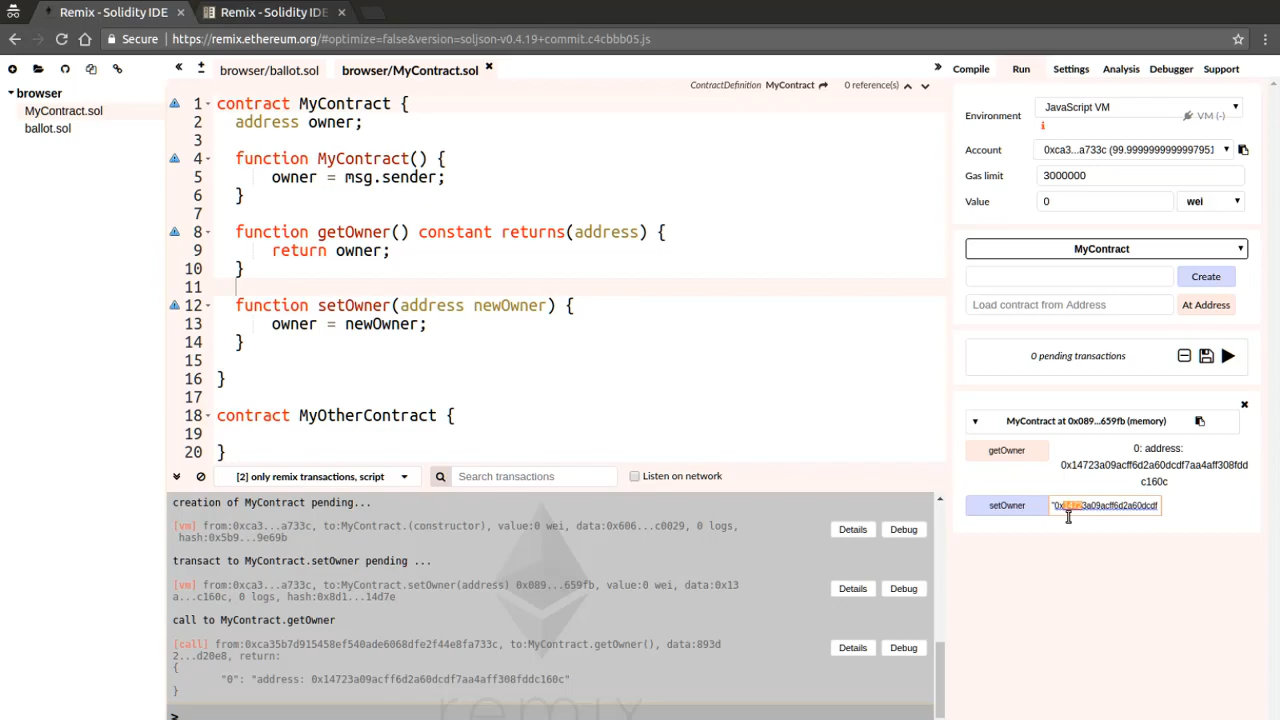 Remix - Solidity IDE
Remix - Solidity IDE
Secure
https://remix.ethereum.org/#optimize=false&version=soljson-v0.4.19+commit.c4cbbb05.js
browser
MyContract.sol
ballot.sol
browser/ballot.sol
browser/MyContract.sol
ContractDefinition MyContract
0 reference(s)
1 contract MyContract {
2 address owner;
3
4 function MyContract() {
5 owner = msg.sender;
6 }
7
8 function getOwner() constant returns(address) {
9 return owner;
10 }
11
12 function setOwner(address newOwner) {
13 owner = newOwner;
14 }
15
16 }
17
18 contract MyOtherContract {
19
20 }
[2] only remix transactions, script
Search transactions
Listen on network
creation of MyContract pending...
[vm] from:0xca3...a733c, to:MyContract.(constructor), value:0 wei, data:0x606...c0029, 0 logs,
hash:0x5b9...9e69b
Details
Debug
transact to MyContract.setOwner pending ...
[vm] from:0xca3...a733c, to:MyContract.setOwner(address) 0x089...659fb, value:0 wei, data:0x13
a...c160c, 0 logs, hash:0x8d1...14d7e
Details
Debug
call to MyContract.getOwner
[call] from:0xca35b7d915458ef540ade6068dfe2f44e8fa733c, to:MyContract.getOwner(), data:893d
2...d20e8, return:
{
"0": "address: 0x14723a09acff6d2a60dcdf7aa4aff308fddc160c"
}
Details
Debug
>
remix
Compile
Run
Settings
Analysis
Debugger
Support
Environment
JavaScript VM
VM (-)
Account
0xca3...a733c (99.999999999997951
Gas limit
3000000
Value
0
wei
MyContract
Create
Load contract from Address
At Address
0 pending transactions
MyContract at 0x089...659fb (memory)
getOwner
0: address:
0x14723a09acff6d2a60dcdf7aa4aff308fdd
c160c
setOwner
"0x14723a09acff6d2a60dcdf